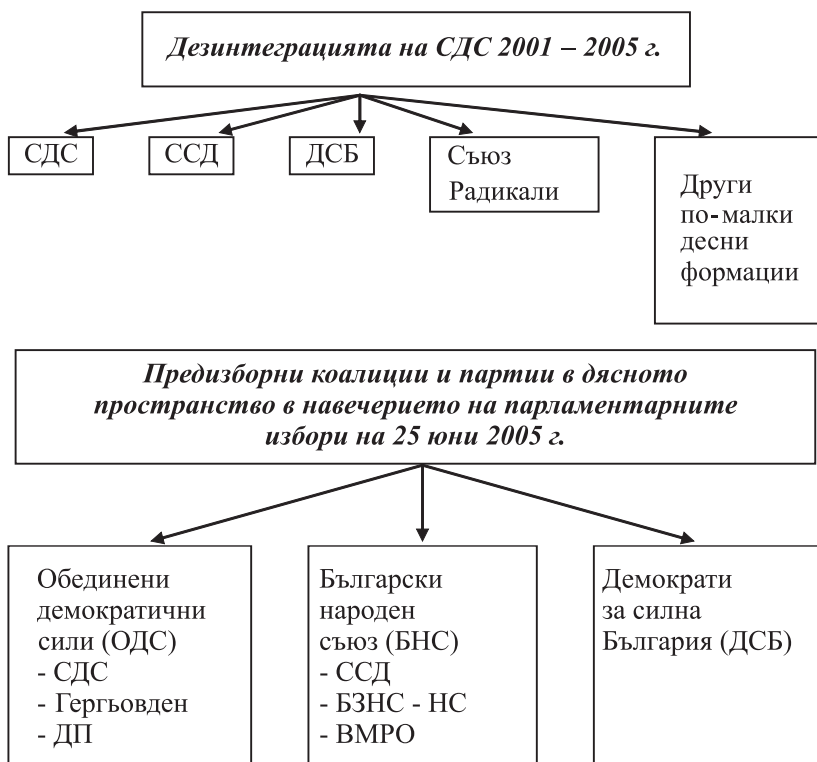 Дезинтеграцията на СДС 2001 – 2005 г.
СДС
ССД
ДСБ
Съюз
Радикали
Други
по-малки
десни
формации
Предизборни коалиции и партии в дясното
пространство в навечерието на парламентарните
избори на 25 юни 2005 г.
Обединени
демократични
сили (ОДС)
- СДС
- Гергьовден
- ДП
Български
народен
съюз (БНС)
- ССД
- БЗНС - НС
- ВМРО
Демократи
за силна
България (ДСБ)